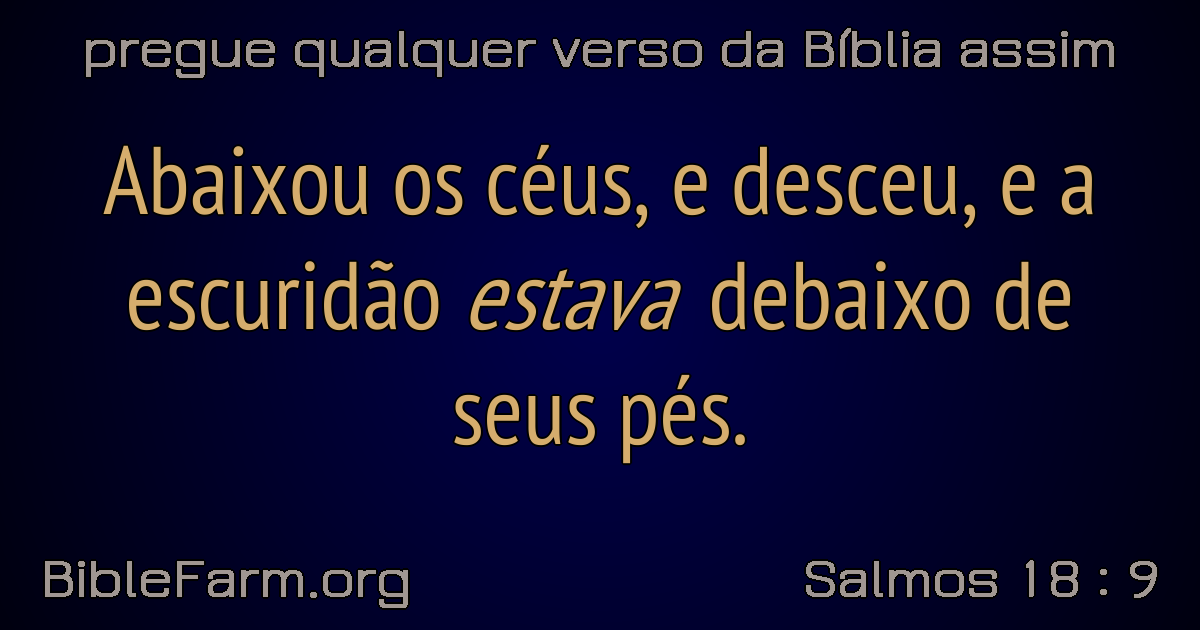 pregue qualquer verso da Bíblia assim
Abaixou os céus, e desceu, e a
escuridão estava debaixo de
seus pés.
BibleFarm.org
Salmos 18 : 9